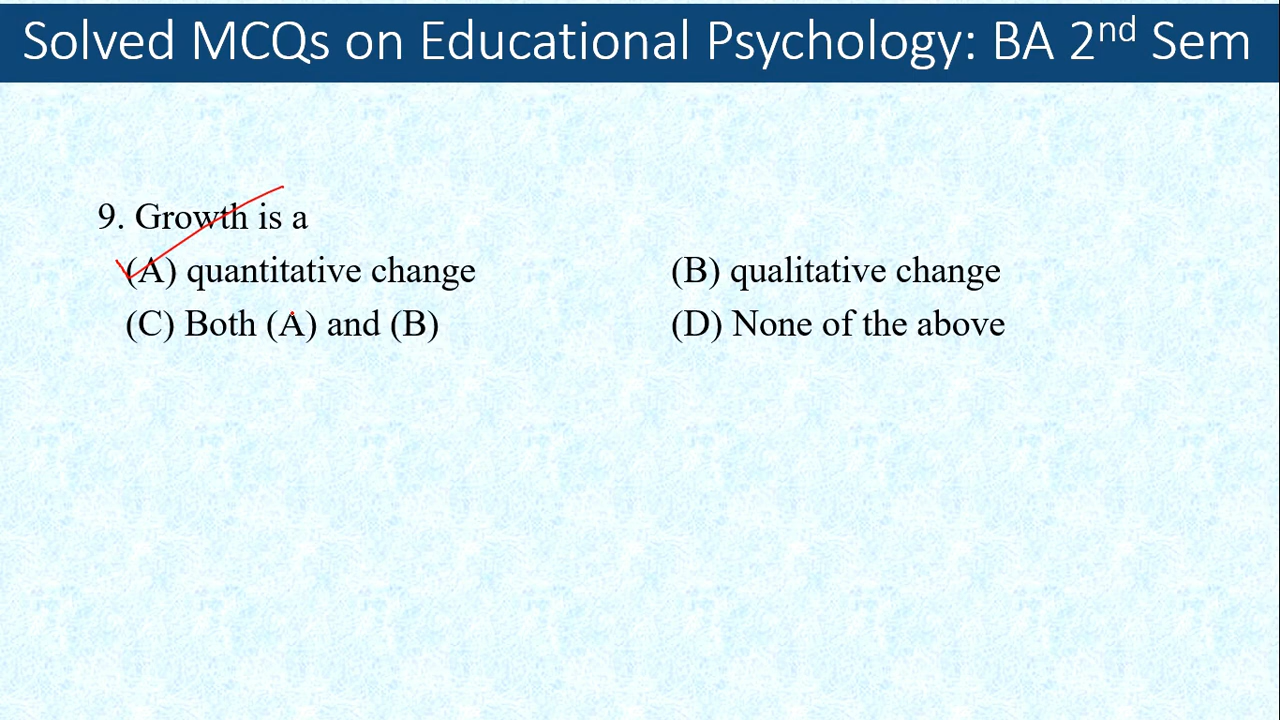 Solved MCQs on Educational Psychology: BA 2nd Sem
9. Growth is a
(A) quantitative change (B) qualitative change
(C) Both (A) and (B) (D) None of the above